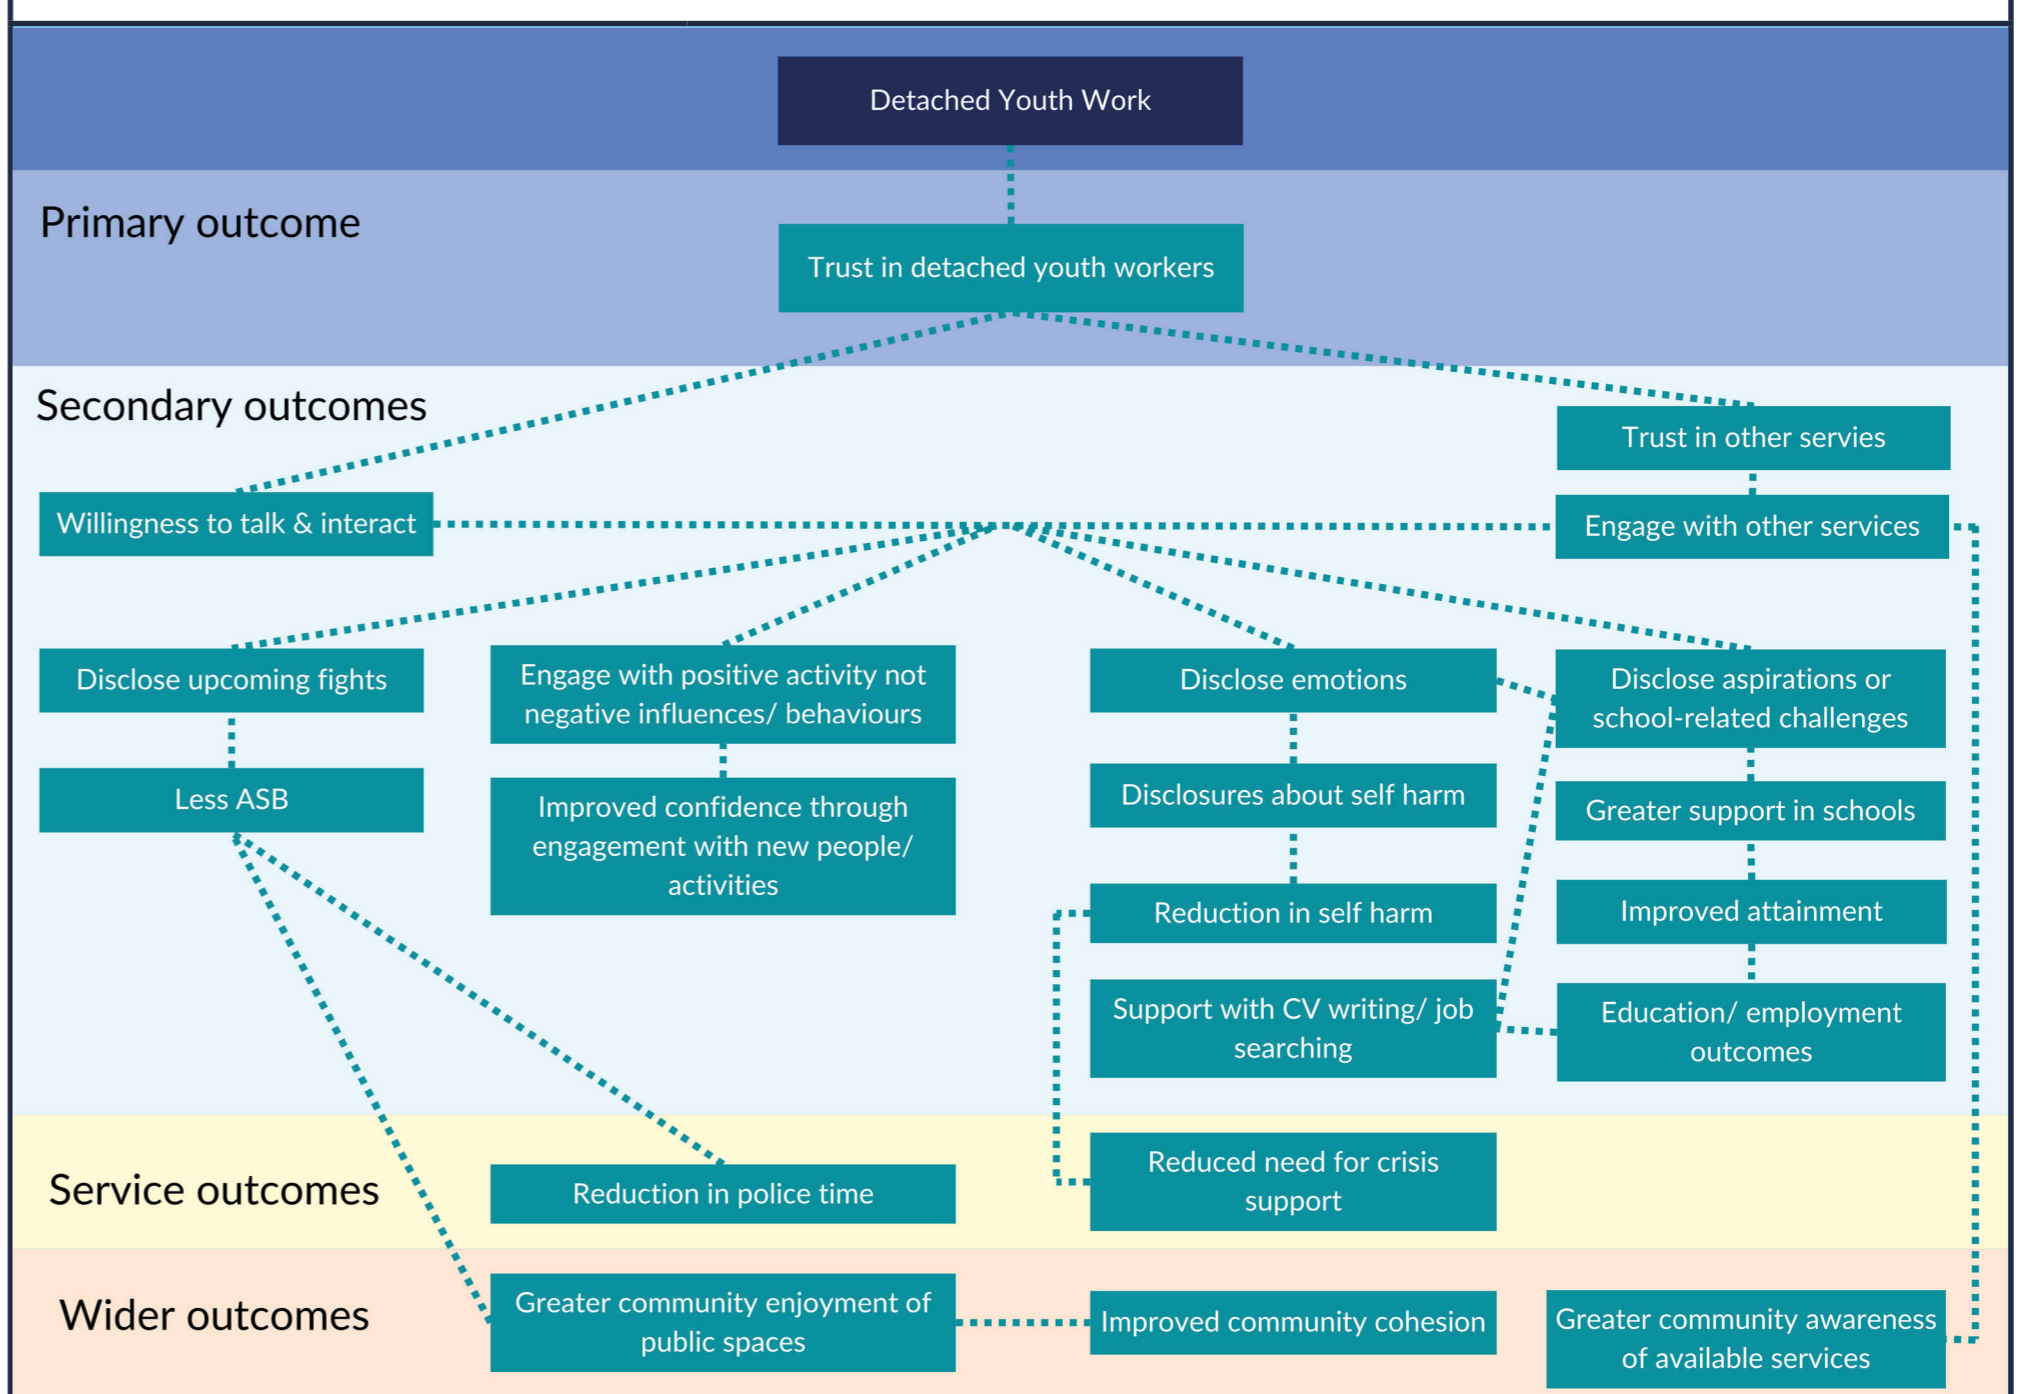 Detached Youth Work
Primary outcome
Trust in detached youth workers
Secondary outcomes
Trust in other servies
Willingness to talk & interact
Engage with other services
Disclose upcoming fights
Engage with positive activity not
negative influences/ behaviours
Disclose emotions
Disclose aspirations or
school-related challenges
Less ASB
Improved confidence through
engagement with new people/
activities
Disclosures about self harm
Greater support in schools
Reduction in self harm
Improved attainment
Support with CV writing/ job
searching
Education/ employment
outcomes
Service outcomes
Reduction in police time
Reduced need for crisis
support
Wider outcomes
Greater community enjoyment of
public spaces
Improved community cohesion
Greater community awareness
of available services